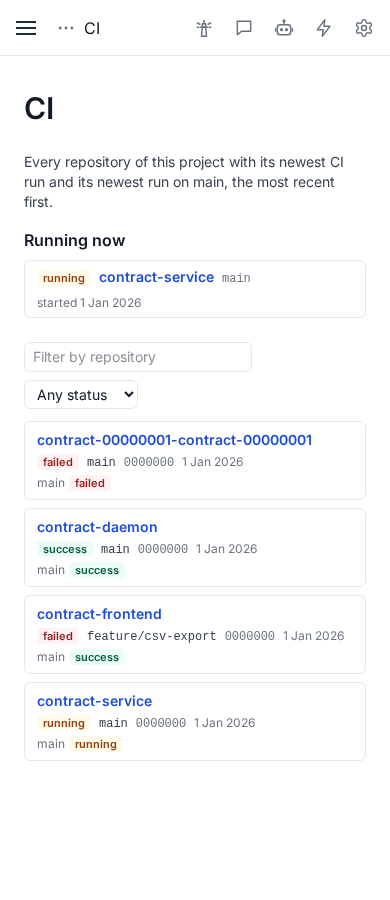 CI
CI
Every repository of this project with its newest CI
run and its newest run on main, the most recent
first.
Running now
running contract-service main
started 1 Jan 2026
Filter by repository
Any status
contract-00000001-contract-00000001
failed main 0000000 1 Jan 2026
main failed
contract-daemon
success main 0000000 1 Jan 2026
main success
contract-frontend
failed feature/csv-export 0000000 1 Jan 2026
main success
contract-service
running main 0000000 1 Jan 2026
main running